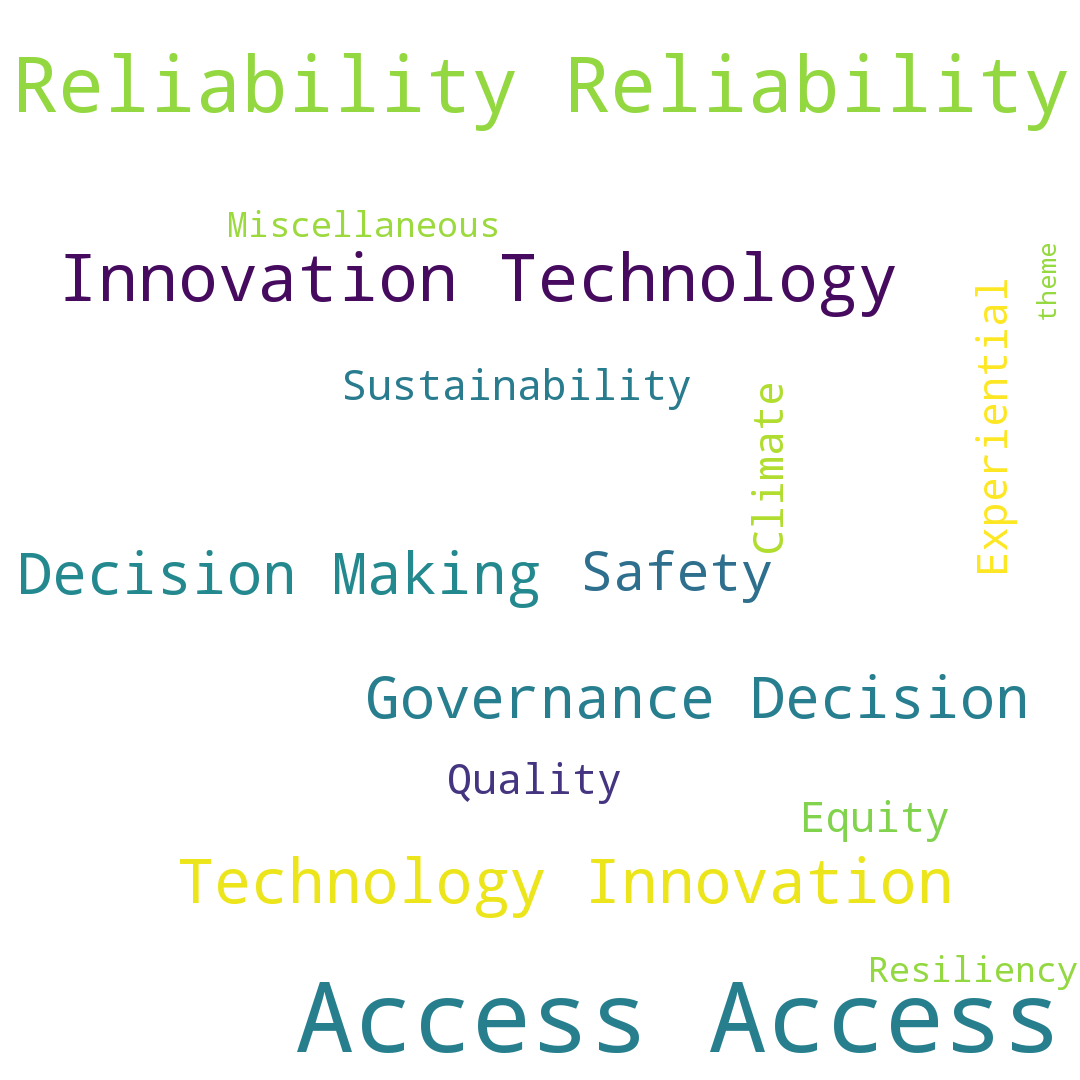 Reliability Reliability
Miscellaneous
Innovation Technology
theme
Experiential
Sustainability
Climate
Decision Making
Safety
Governance Decision
Quality
Equity
Technology Innovation
Resiliency
Access Access